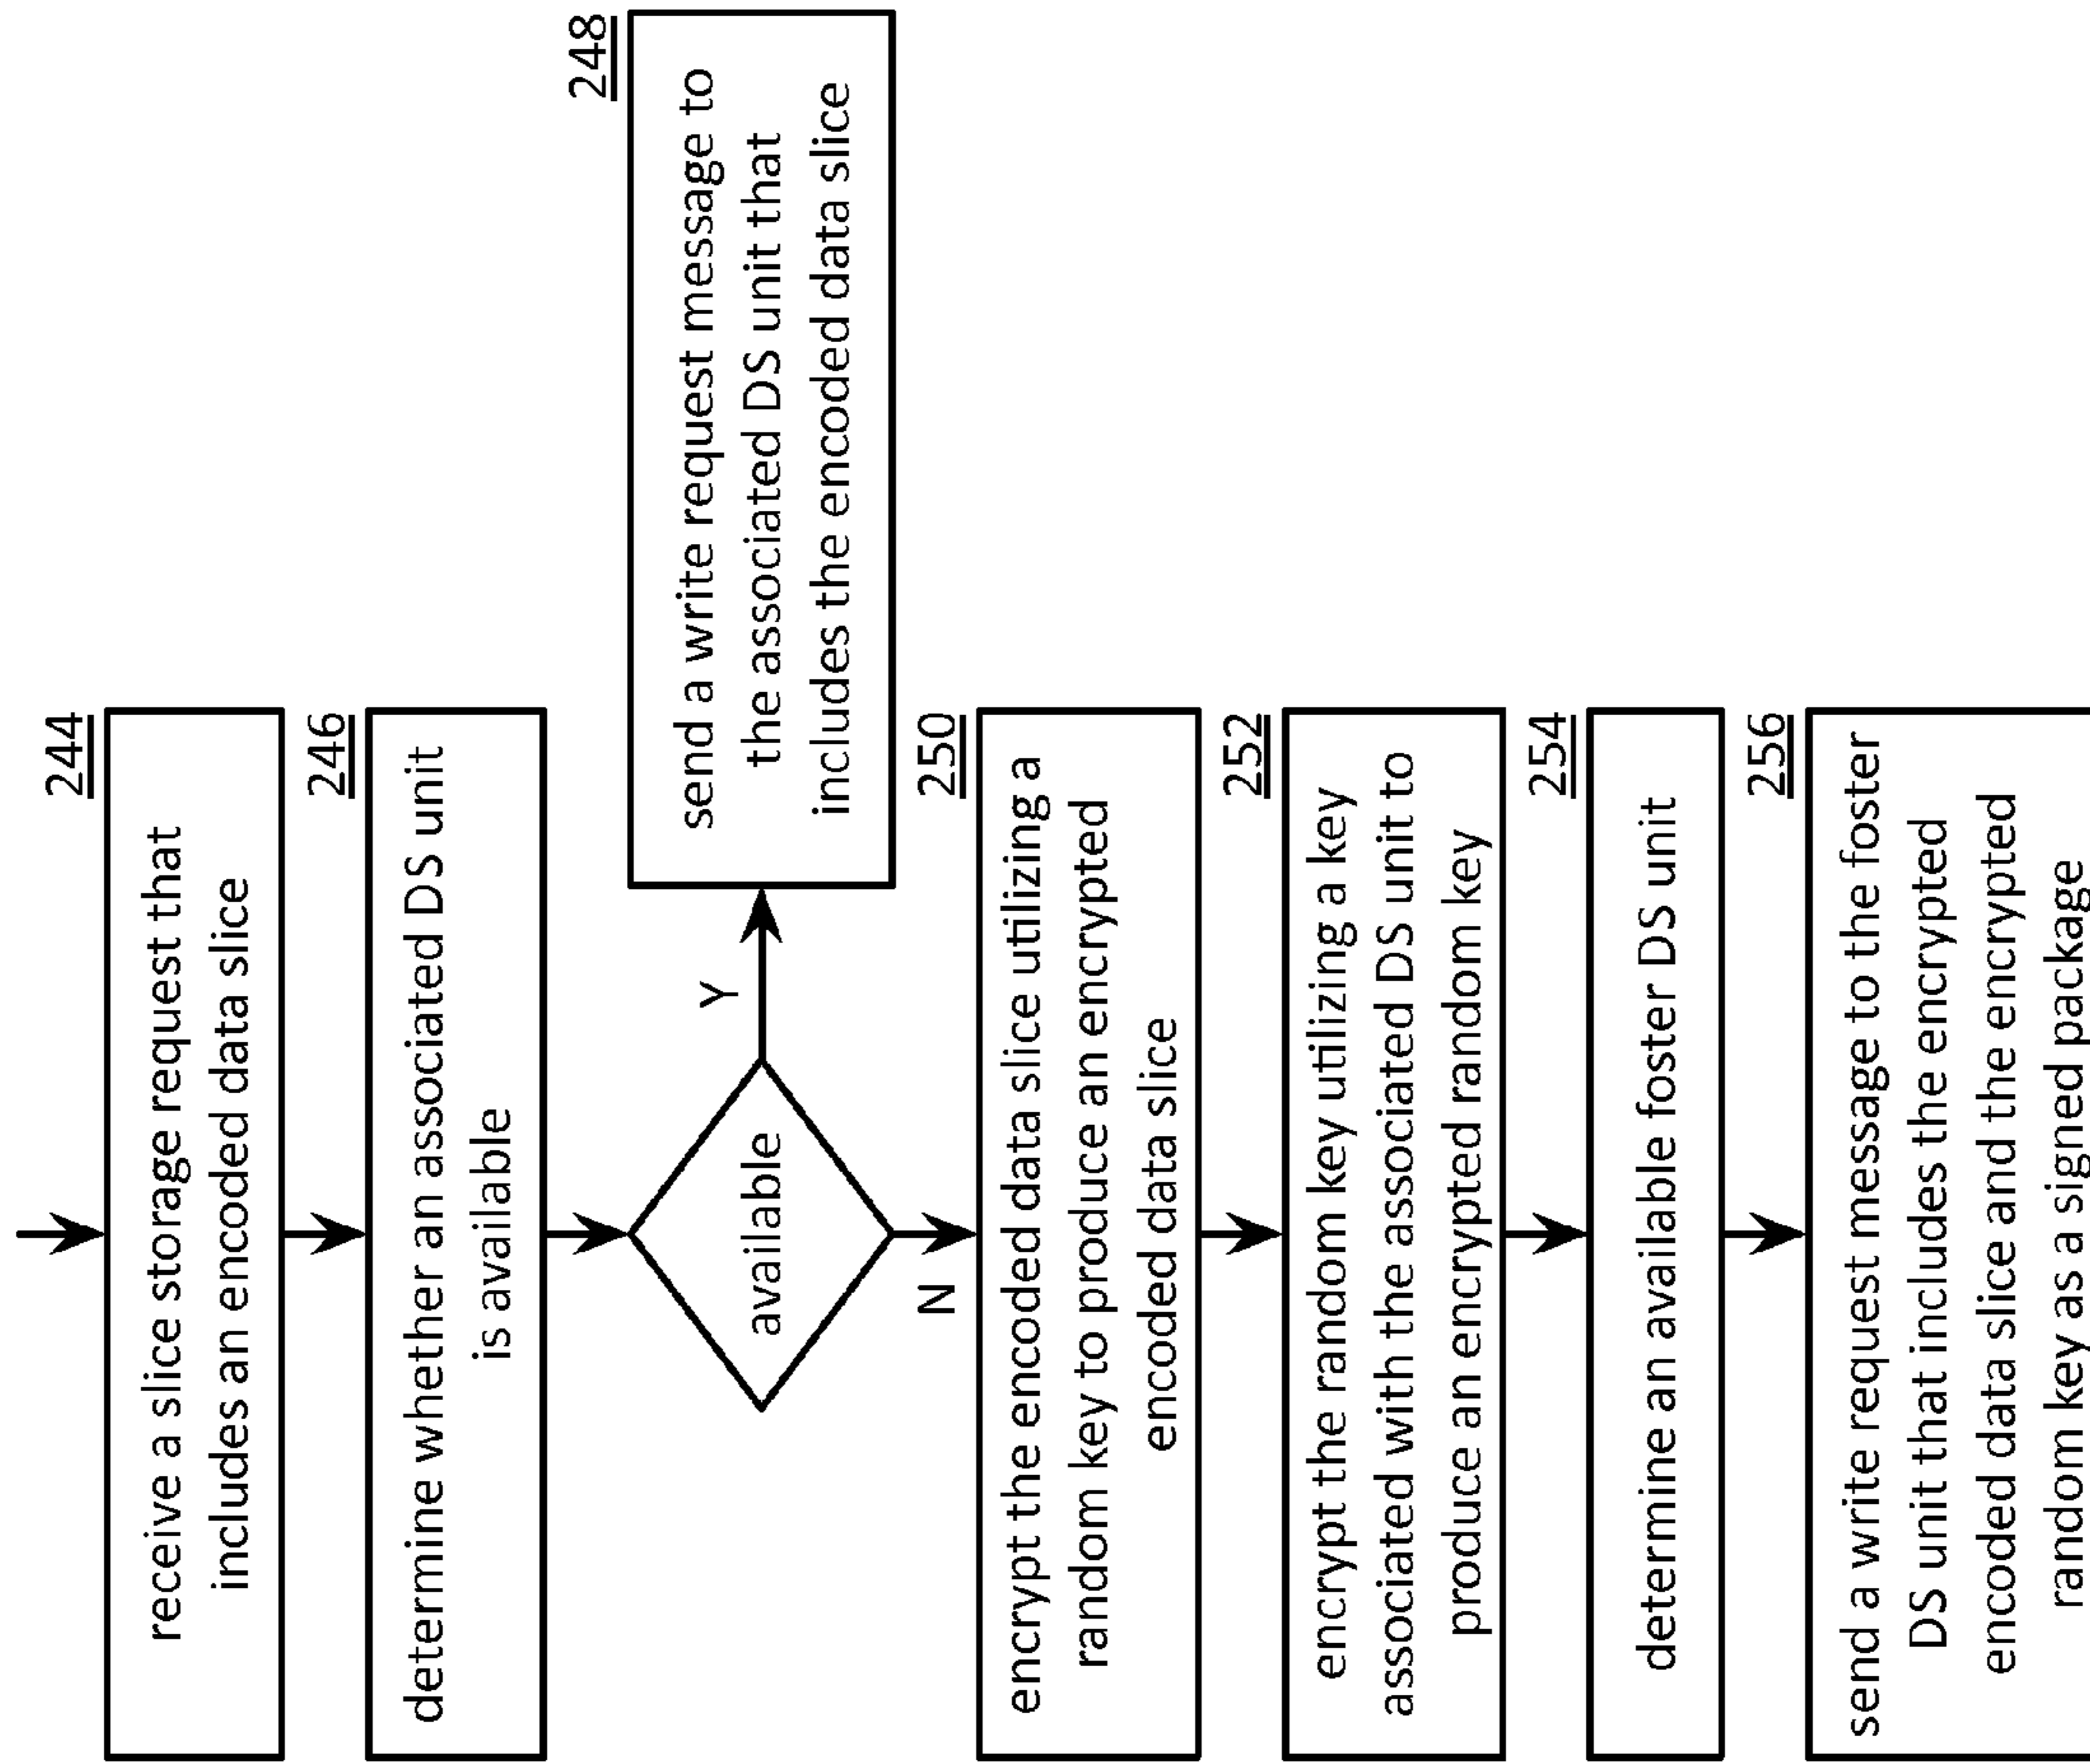 244
receive a slice storage request that
includes an encoded data slice
246
determine whether an associated DS unit
is available
available
Y
248
send a write request message to
the associated DS unit that
includes the encoded data slice
N
250
encrypt the encoded data slice utilizing a
random key to produce an encrypted
encoded data slice
252
encrypt the random key utilizing a key
associated with the associated DS unit to
produce an encrypted random key
254
determine an available foster DS unit
256
send a write request message to the foster
DS unit that includes the encrypted
encoded data slice and the encrypted
random key as a signed package